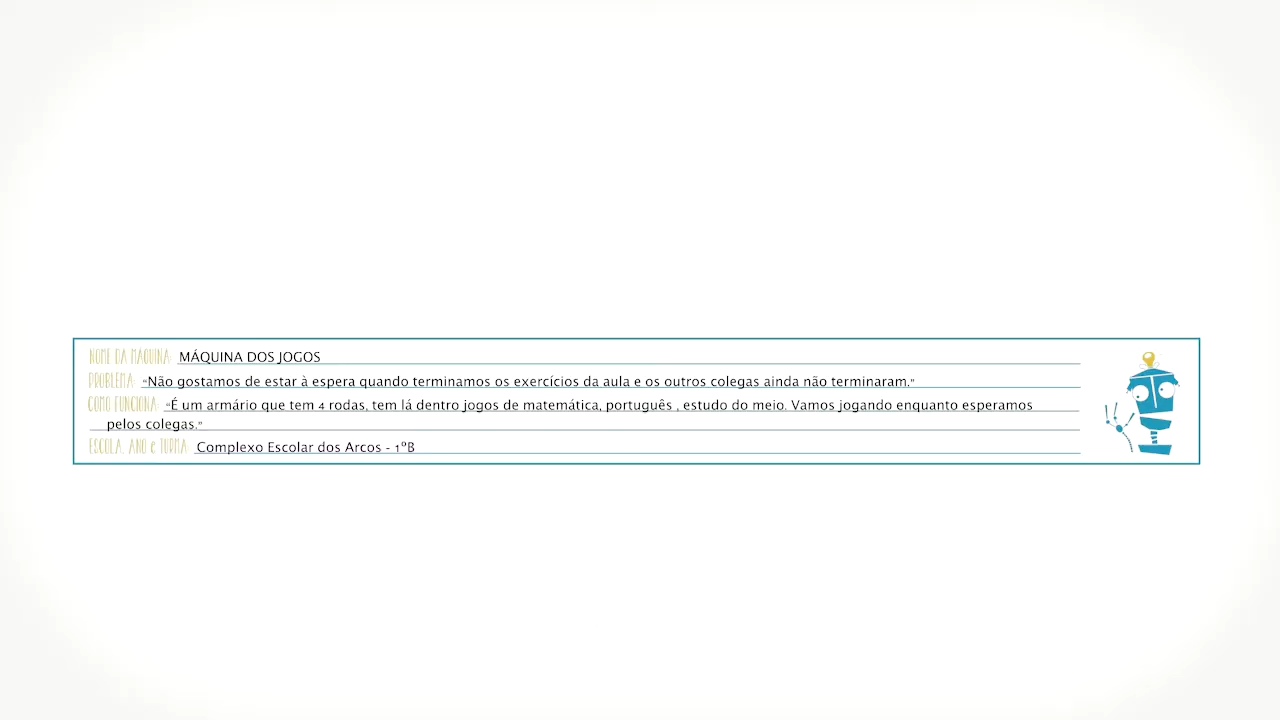 NOME DA MÁQUINA: MÁQUINA DOS JOGOS
PROBLEMA: "Não gostamos de estar à espera quando terminamos os exercícios da aula e os outros colegas ainda não terminaram."
COMO FUNCIONA: "É um armário que tem 4 rodas, tem lá dentro jogos de matemática, português , estudo do meio. Vamos jogando enquanto esperamos
pelos colegas."
ESCOLA, ANO e TURMA: Complexo Escolar dos Arcos - 1ºB